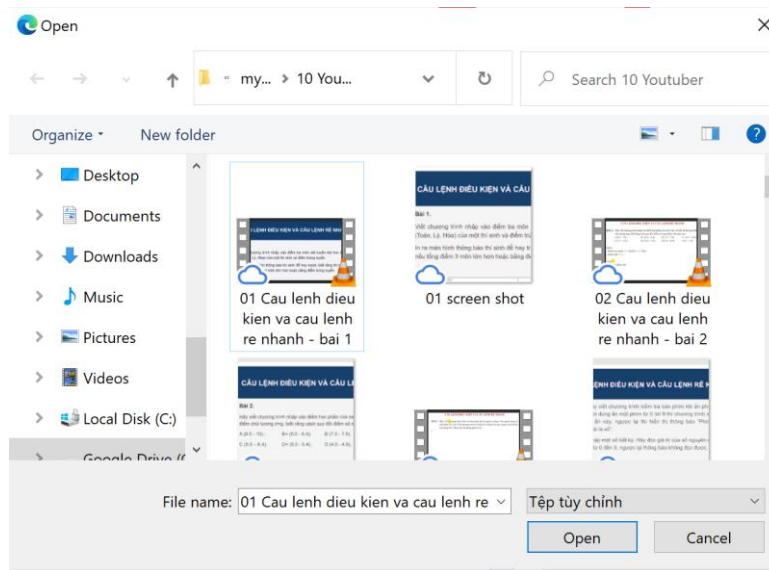 Open
my... > 10 You...
Search 10 Youtuber
Organize
New folder
Desktop
Documents
Downloads
Music
Pictures
Videos
Local Disk (C:)
Google Drive (
CÂU LỆNH ĐIỀU KIỆN VÀ CÂU
Bài 1.
01 Cau lenh dieu
kien va cau lenh
re nhanh - bai 1
01 screen shot
02 Cau lenh dieu
kien va cau lenh
re nhanh - bai 2
CÂU LỆNH ĐIỀU KIỆN VÀ CÂU L
Bài 2.
File name: 01 Cau lenh dieu kien va cau lenh re
Tệp tùy chỉnh
Open
Cancel